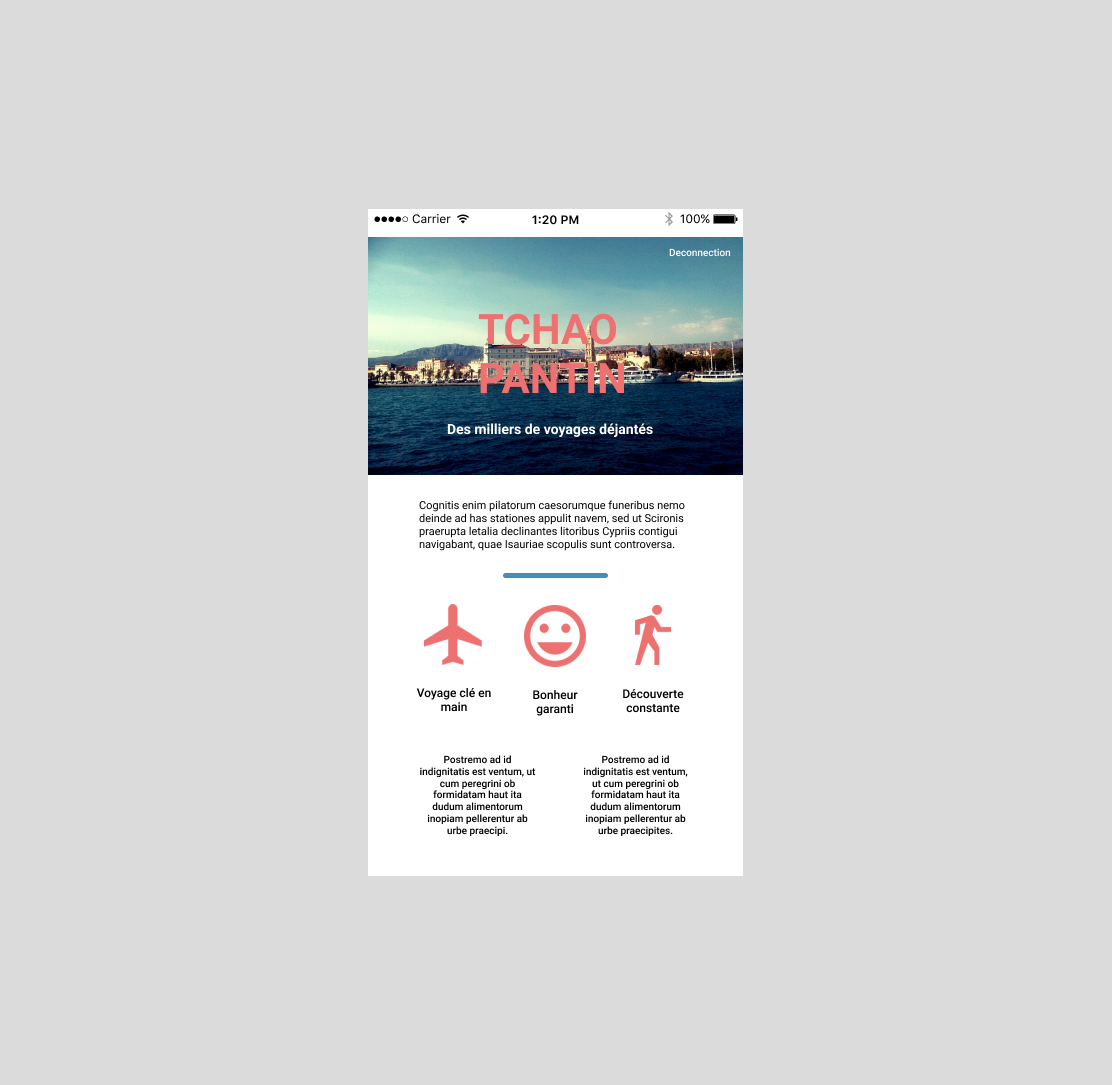 Carrier 1:20 PM 100%
Deconnection
TCHAO
PANTIN
Des milliers de voyages déjantés
Cognitis enim pilatorum caesorumque funeribus nemo
deinde ad has stationes appulit navem, sed ut Scironis
praerupta letalia declinantes litoribus Cypriis contigui
navigabant, quae Isauriae scopulis sunt controversa.
Voyage clé en
main
Bonheur
garanti
Découverte
constante
Postremo ad id
indignitatis est ventum, ut
cum peregrini ob
formidatam haut ita
dudum alimentorum
inopiam pellerentur ab
urbe praecipi.
Postremo ad id
indignitatis est ventum,
ut cum peregrini ob
formidatam haut ita
dudum alimentorum
inopiam pellerentur ab
urbe praecipites.